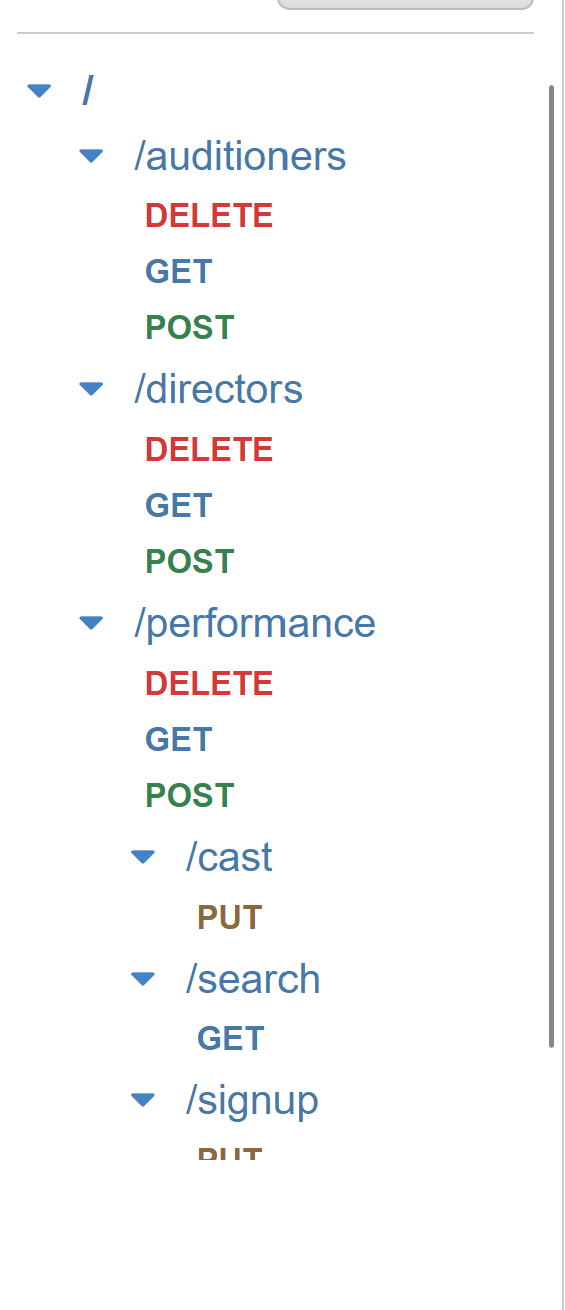 /
/auditioners
DELETE
GET
POST
/directors
DELETE
GET
POST
/performance
DELETE
GET
POST
/cast
PUT
/search
GET
/signup
PUT